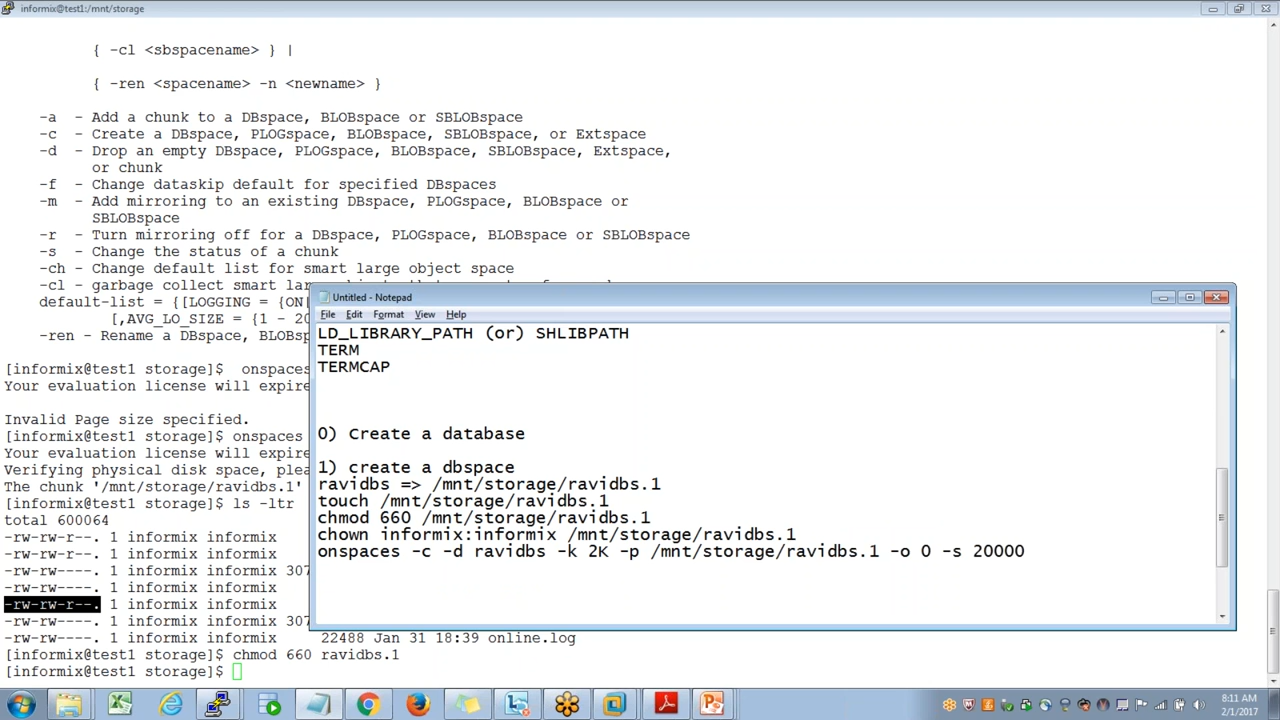 informix@test1:/mnt/storage
{ -cl <sbspacename> } |
{ -ren <spacename> -n <newname> }
-a  - Add a chunk to a DBspace, BLOBspace or SBLOBspace
-c  - Create a DBspace, PLOGspace, BLOBspace, SBLOBspace, or Extspace
-d  - Drop an empty DBspace, PLOGspace, BLOBspace, SBLOBspace, Extspace,
or chunk
-f  - Change dataskip default for specified DBspaces
-m  - Add mirroring to an existing DBspace, PLOGspace, BLOBspace or
SBLOBspace
-r  - Turn mirroring off for a DBspace, PLOGspace, BLOBspace or SBLOBspace
-s  - Change the status of a chunk
-ch - Change default list for smart large object space
-cl - garbage collect smart lar
default-list = {[LOGGING = {ON[
[,AVG_LO_SIZE = {1 - 20
-ren - Rename a DBspace, BLOBsp
[informix@test1 storage]$  onspaces
Your evaluation license will expire
Invalid Page size specified.
[informix@test1 storage]$ onspaces
Your evaluation license will expire
Verifying physical disk space, plea
The chunk '/mnt/storage/ravidbs.1'
[informix@test1 storage]$ ls -ltr
total 600064
-rw-rw-r--. 1 informix informix
-rw-rw----. 1 informix informix
-rw-rw----. 1 informix informix 307
-rw-rw----. 1 informix informix
-rw-rw-r--. 1 informix informix
-rw-rw----. 1 informix informix 307
-rw-rw-r--. 1 informix informix     22488 Jan 31 18:39 online.log
[informix@test1 storage]$ chmod 660 ravidbs.1
[informix@test1 storage]$
Untitled - Notepad
File Edit Format View Help
LD_LIBRARY_PATH (or) SHLIBPATH
TERM
TERMCAP
0) Create a database
1) create a dbspace
ravidbs => /mnt/storage/ravidbs.1
touch /mnt/storage/ravidbs.1
chmod 660 /mnt/storage/ravidbs.1
chown informix:informix /mnt/storage/ravidbs.1
onspaces -c -d ravidbs -k 2K -p /mnt/storage/ravidbs.1 -o 0 -s 20000
8:11 AM
2/1/2017